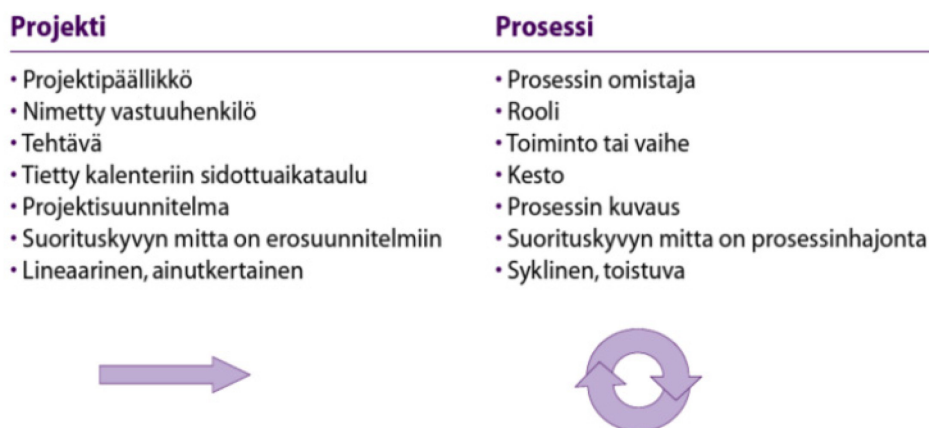 Projekti
• Projektipäällikkö
• Nimetty vastuuhenkilö
• Tehtävä
• Tietty kalenteriin sidottuaikataulu
• Projektisuunnitelma
• Suorituskyvyn mitta on erosuunnitelmiin
• Lineaarinen, ainutkertainen
Prosessi
• Prosessin omistaja
• Rooli
• Toiminto tai vaihe
• Kesto
• Prosessin kuvaus
• Suorituskyvyn mitta on prosessinhajonta
• Syklinen, toistuva